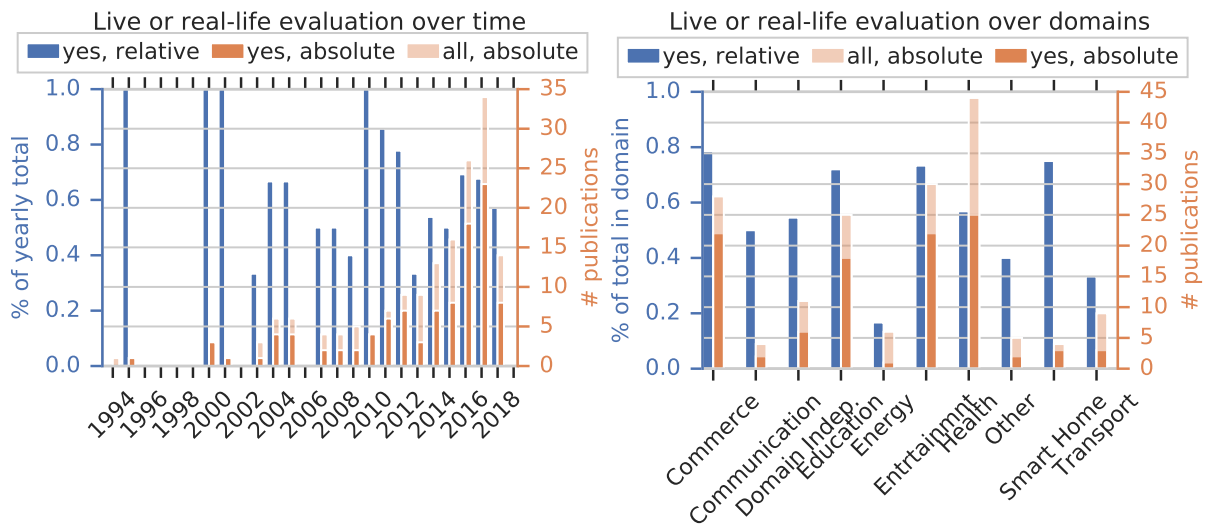 Live or real-life evaluation over time
yes, relative yes, absolute all, absolute
% of yearly total
1.0
0.8
0.6
0.4
0.2
0.0
35
30
25
20
15
10
5
0
# publications
1994 1996 1998 2000 2002 2004 2006 2008 2010 2012 2014 2016 2018
Live or real-life evaluation over domains
yes, relative all, absolute yes, absolute
% of total in domain
1.0
0.8
0.6
0.4
0.2
0.0
45
40
35
30
25
20
15
10
5
0
# publications
Commerce
Communication
Domain Indep.
Education
Energy
Entrtainmnt
Health
Other
Smart Home
Transport